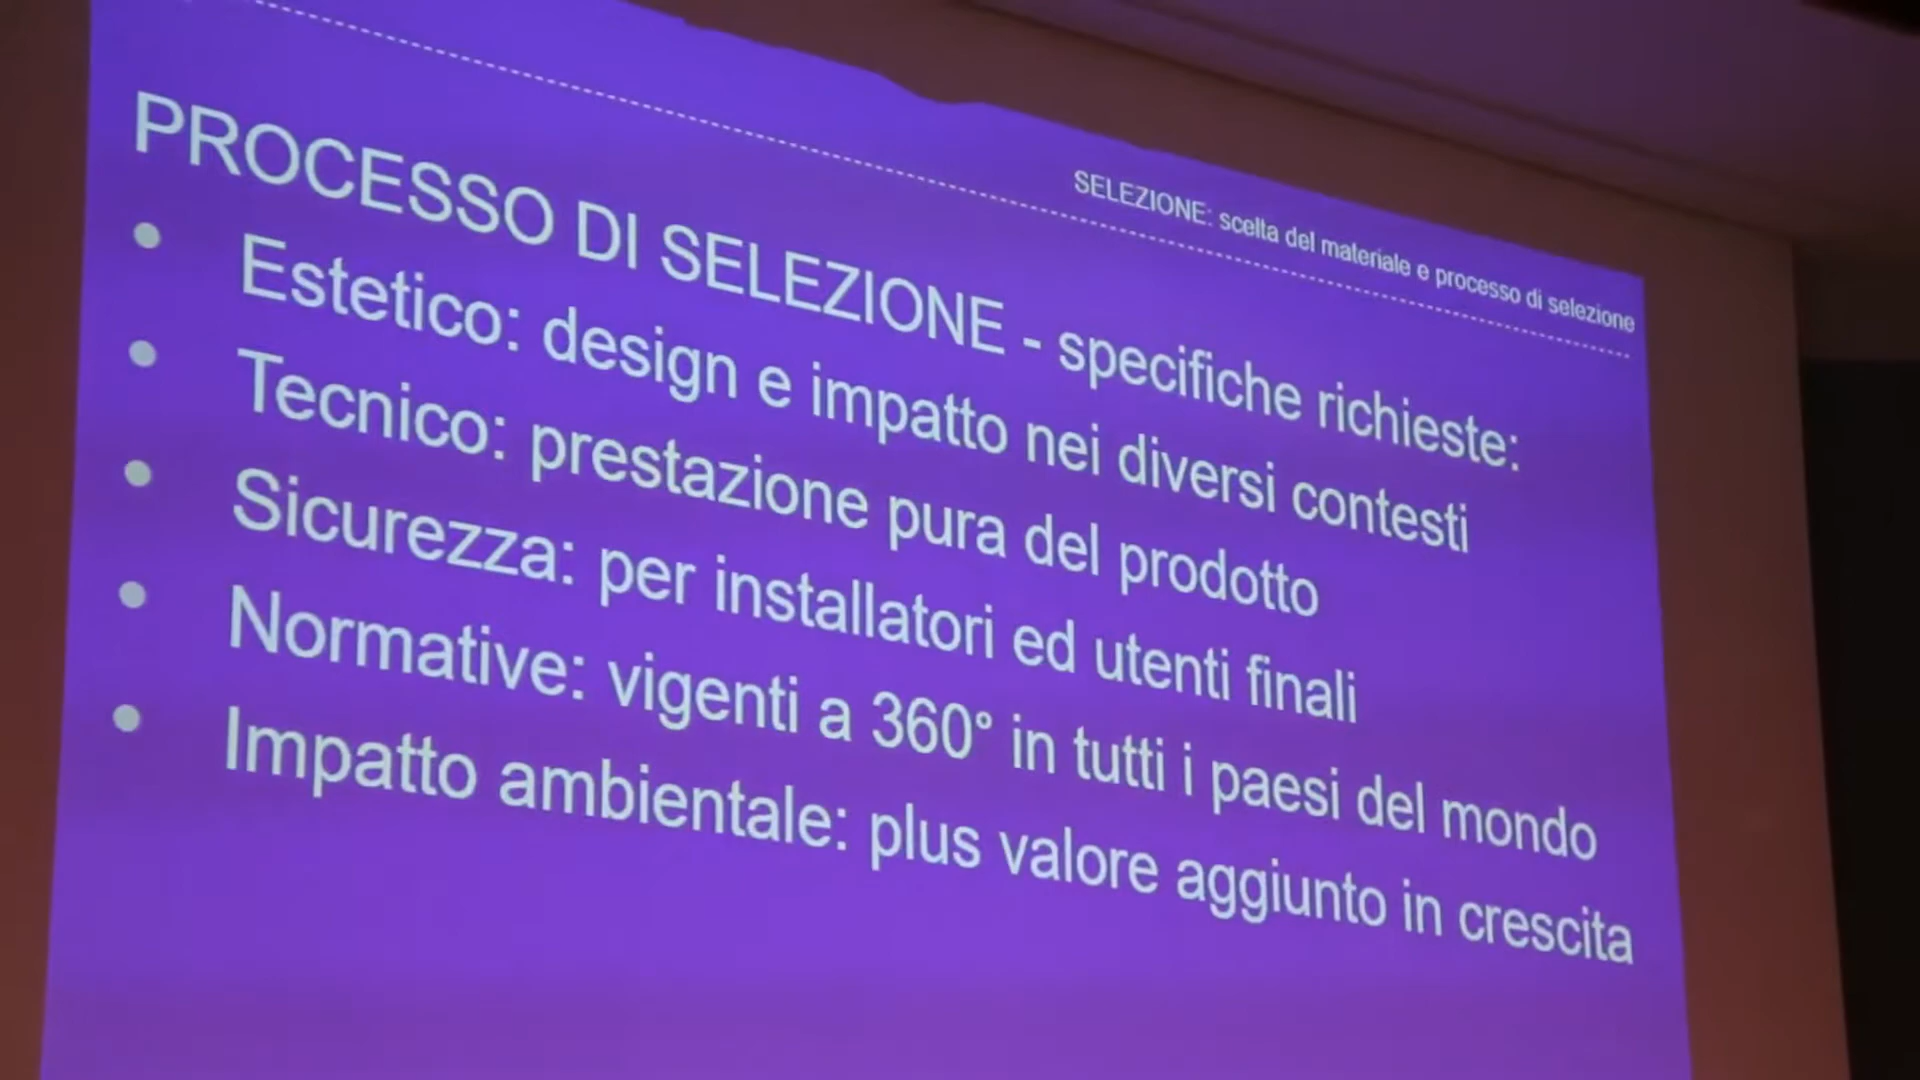 SELEZIONE: scelta del materiale e processo di selezione
PROCESSO DI SELEZIONE - specifiche richieste:
• Estetico: design e impatto nei diversi contesti
• Tecnico: prestazione pura del prodotto
• Sicurezza: per installatori ed utenti finali
• Normative: vigenti a 360° in tutti i paesi del mondo
• Impatto ambientale: plus valore aggiunto in crescita